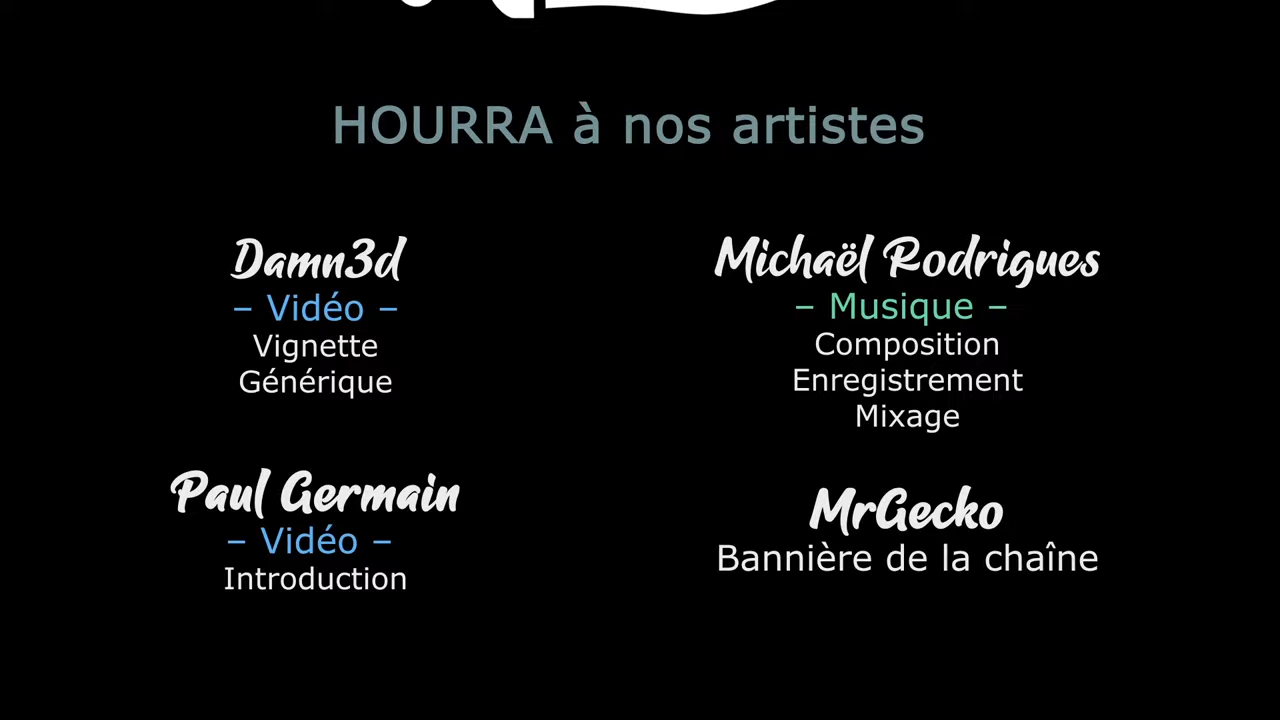 HOURRA à nos artistes
Damn3d
– Vidéo –
Vignette
Générique
Michaël Rodrigues
– Musique –
Composition
Enregistrement
Mixage
Paul Germain
– Vidéo –
Introduction
MrGecko
Bannière de la chaîne